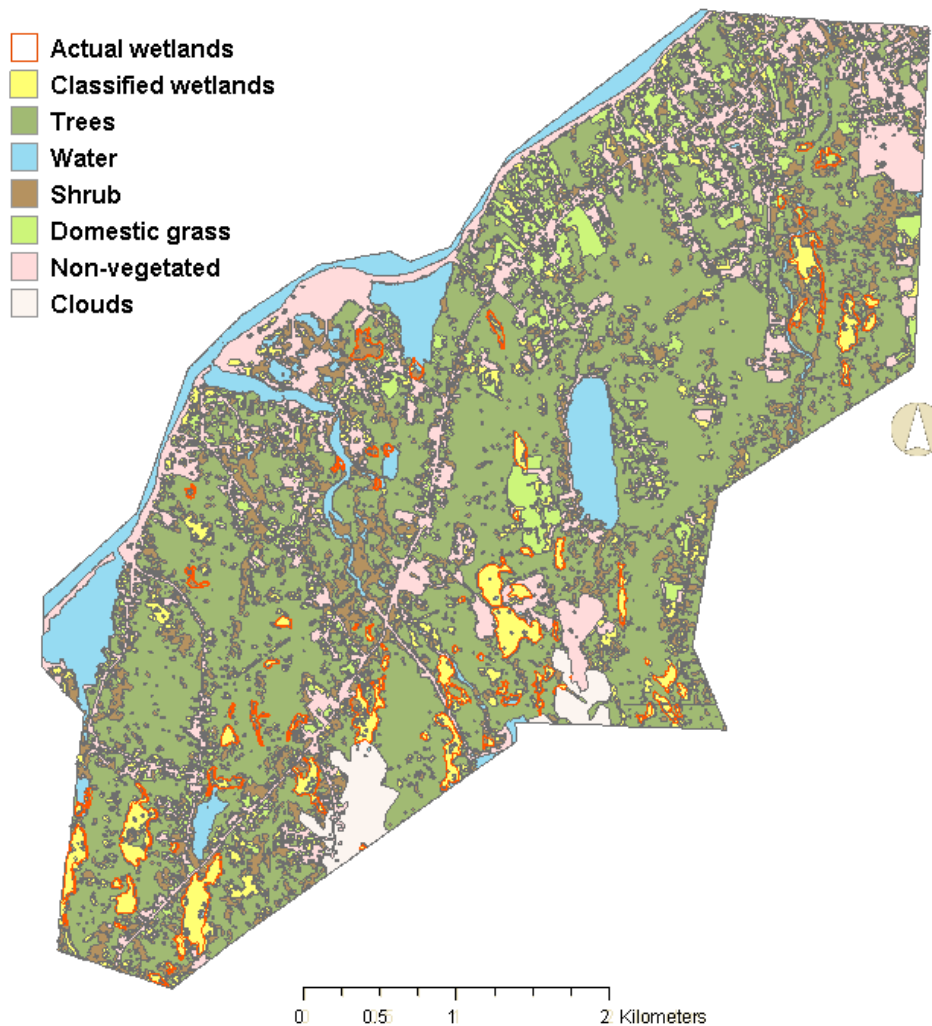 Actual wetlands
Classified wetlands
Trees
Water
Shrub
Domestic grass
Non-vegetated
Clouds
0 0.5 1 2 Kilometers